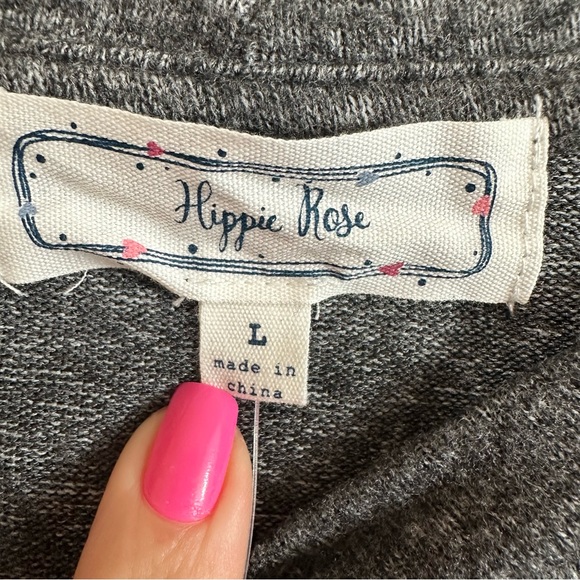 Hippie Rose
L
made in
china